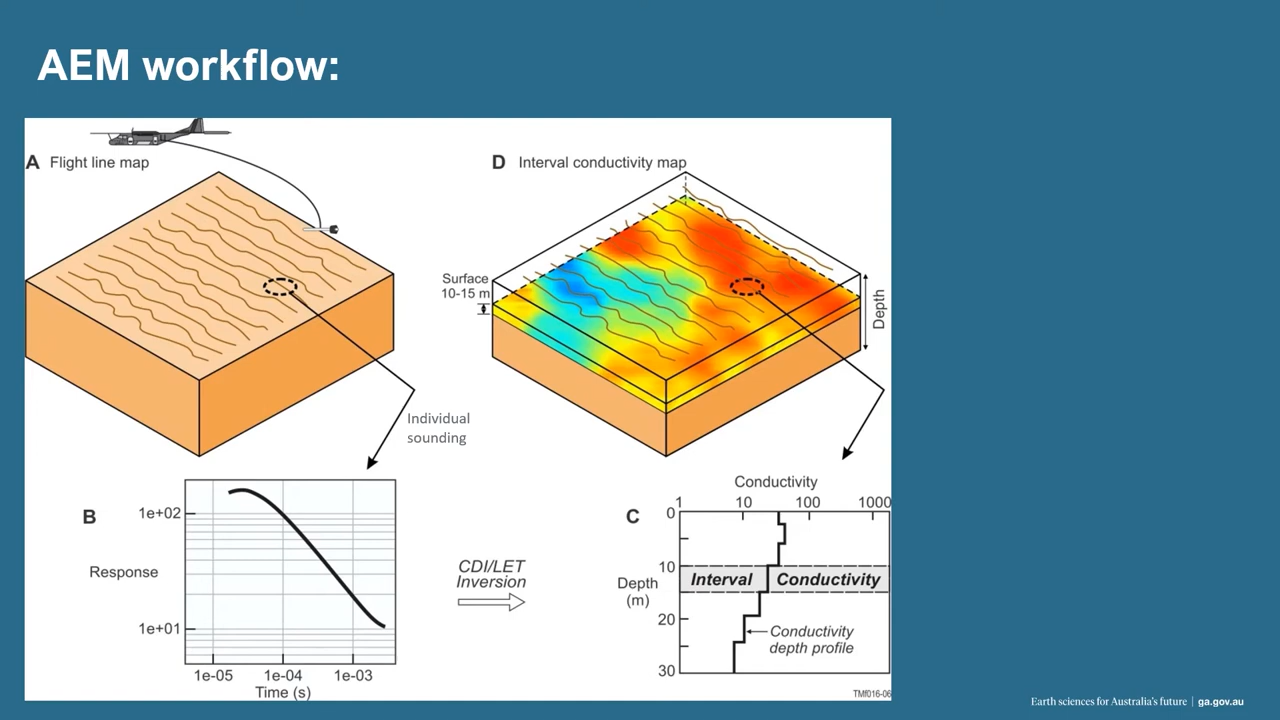 AEM workflow:
A Flight line map
D Interval conductivity map
Surface
10-15 m
Depth
Individual
sounding
B
1e+02
Response
1e+01
1e-05 1e-04 1e-03
Time (s)
CDI/LET
Inversion
C
Conductivity
1 10 100 1000
0
10
Interval Conductivity
Depth
(m)
20
Conductivity
depth profile
30
TMf016-06
Earth sciences for Australia's future | ga.gov.au